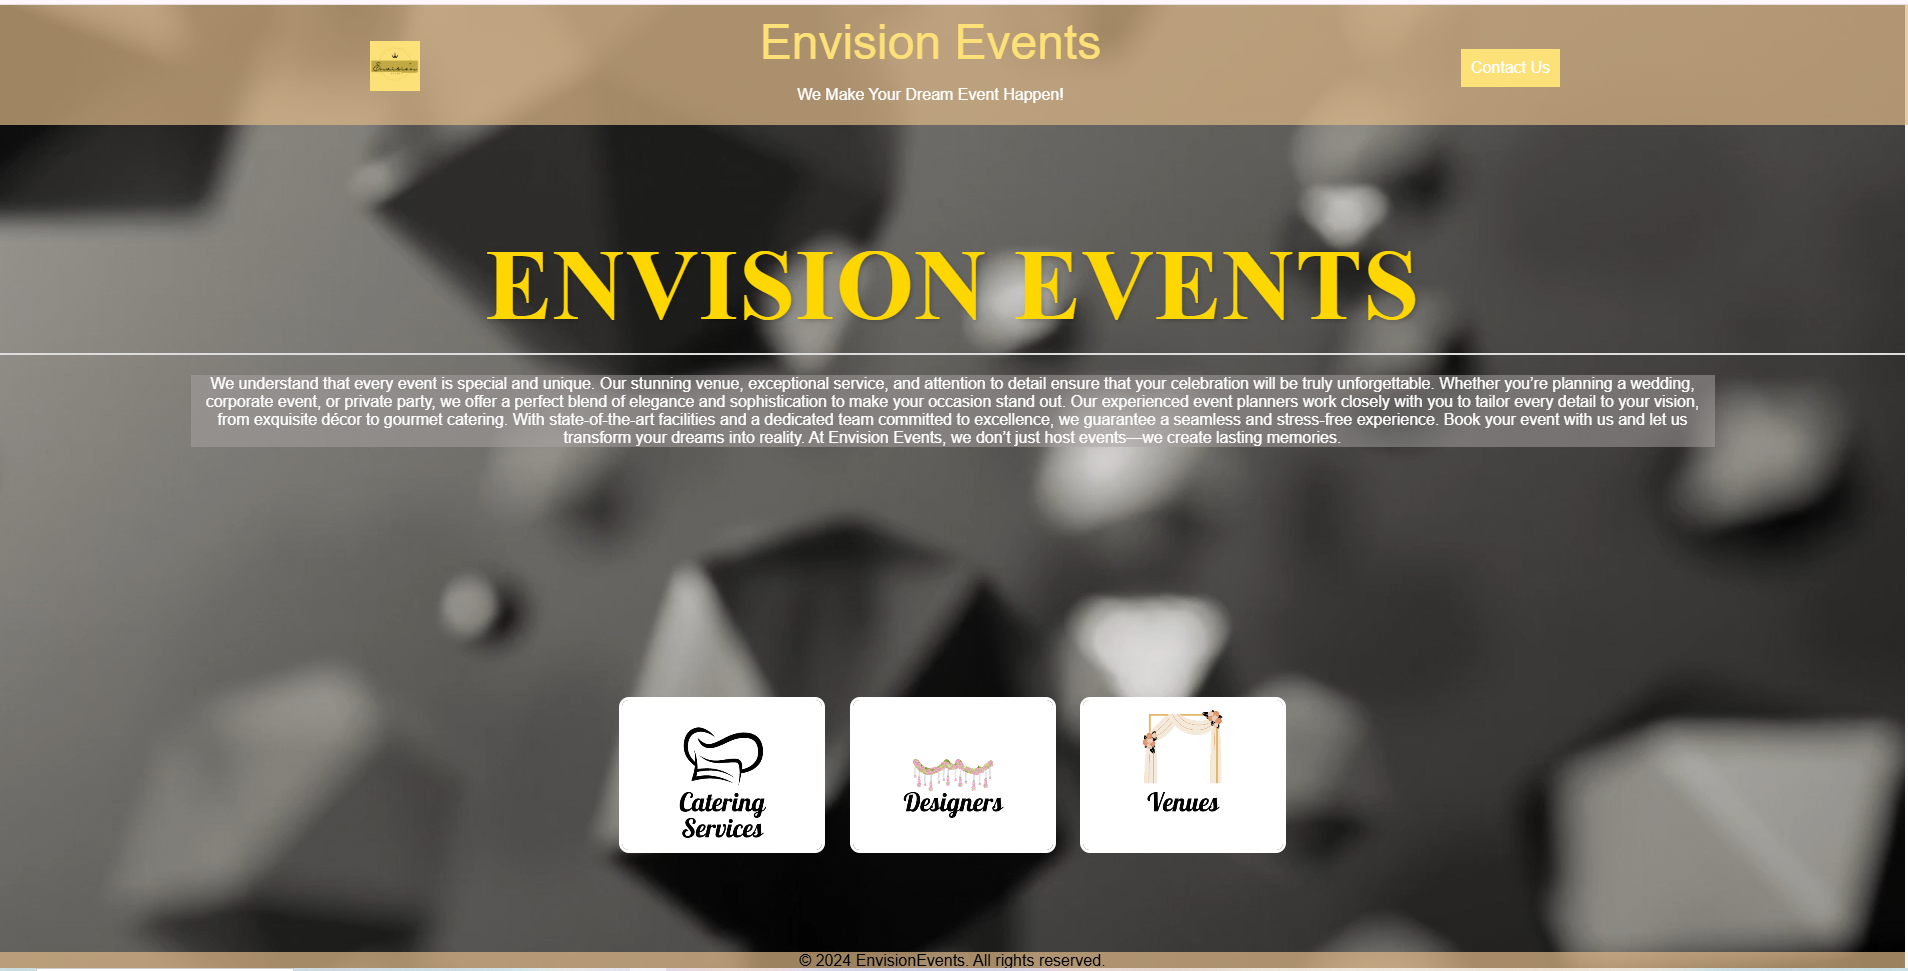 Envision
Envision Events
We Make Your Dream Event Happen!
Contact Us
ENVISION EVENTS
We understand that every event is special and unique. Our stunning venue, exceptional service, and attention to detail ensure that your celebration will be truly unforgettable. Whether you’re planning a wedding,
corporate event, or private party, we offer a perfect blend of elegance and sophistication to make your occasion stand out. Our experienced event planners work closely with you to tailor every detail to your vision,
from exquisite décor to gourmet catering. With state-of-the-art facilities and a dedicated team committed to excellence, we guarantee a seamless and stress-free experience. Book your event with us and let us
transform your dreams into reality. At Envision Events, we don’t just host events—we create lasting memories.
Catering
Services
Designers
Venues
© 2024 EnvisionEvents. All rights reserved.